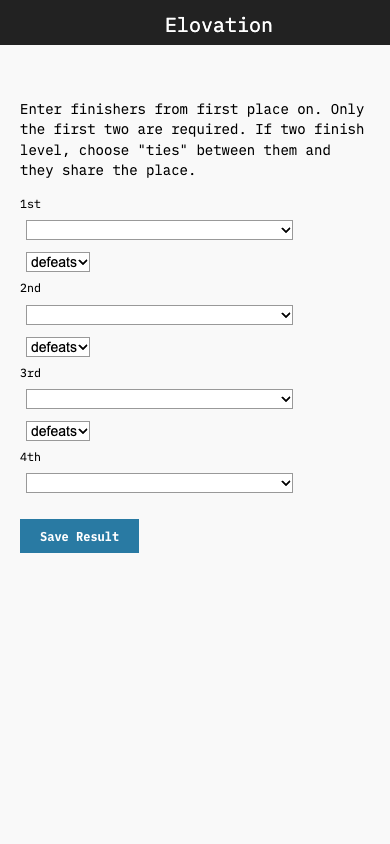 Elovation
Enter finishers from first place on. Only
the first two are required. If two finish
level, choose "ties" between them and
they share the place.
1st
defeats
2nd
defeats
3rd
defeats
4th
Save Result